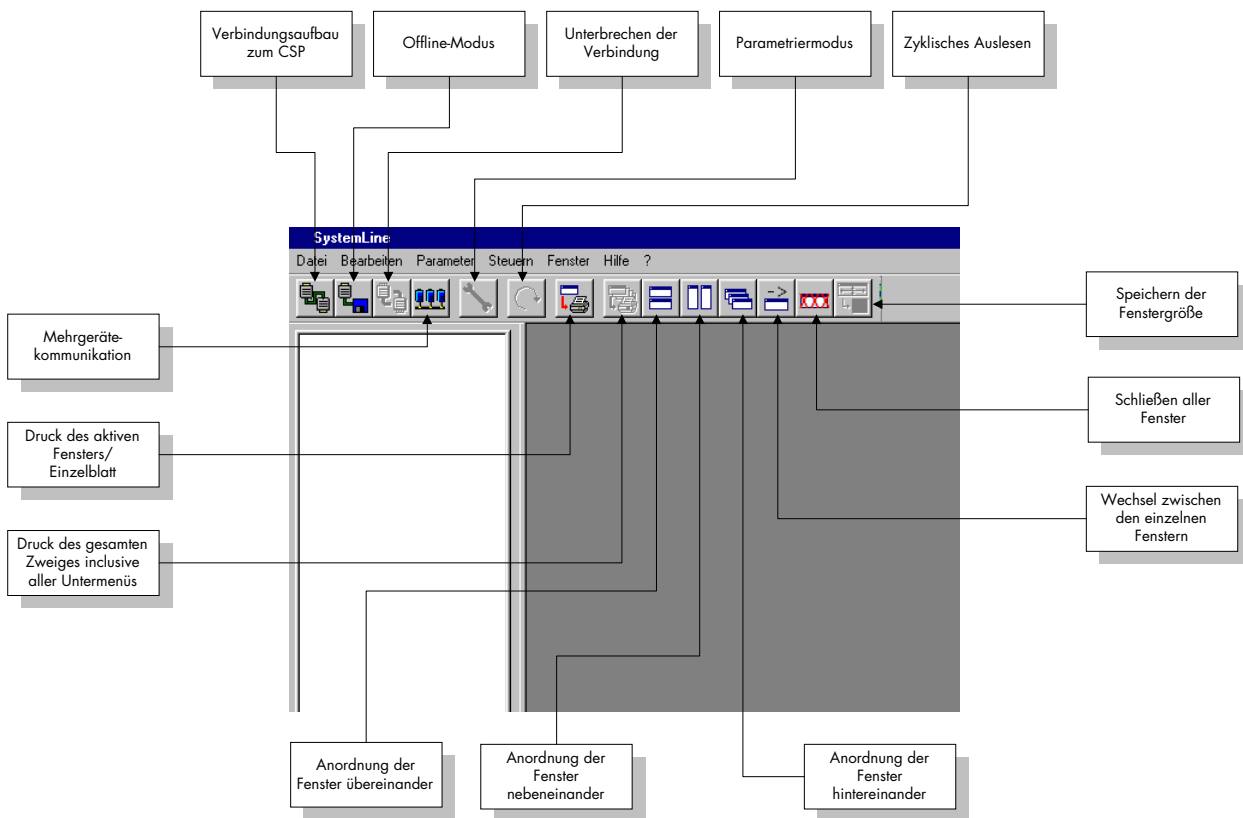 Verbindungsaufbau
zum CSP
Offline-Modus
Unterbrechen der
Verbindung
Parametriermodus
Zyklisches Auslesen
SystemLine
Datei Bearbeiten Parameter Steuern Fenster Hilfe ?
Mehrgeräte-
kommunikation
Speichern der
Fenstergröße
Druck des aktiven
Fensters/
Einzelblatt
Schließen aller
Fenster
Druck des gesamten
Zweiges inclusive
aller Untermenüs
Wechsel zwischen
den einzelnen
Fenstern
Anordnung der
Fenster übereinander
Anordnung der
Fenster
nebeneinander
Anordnung der
Fenster
hintereinander